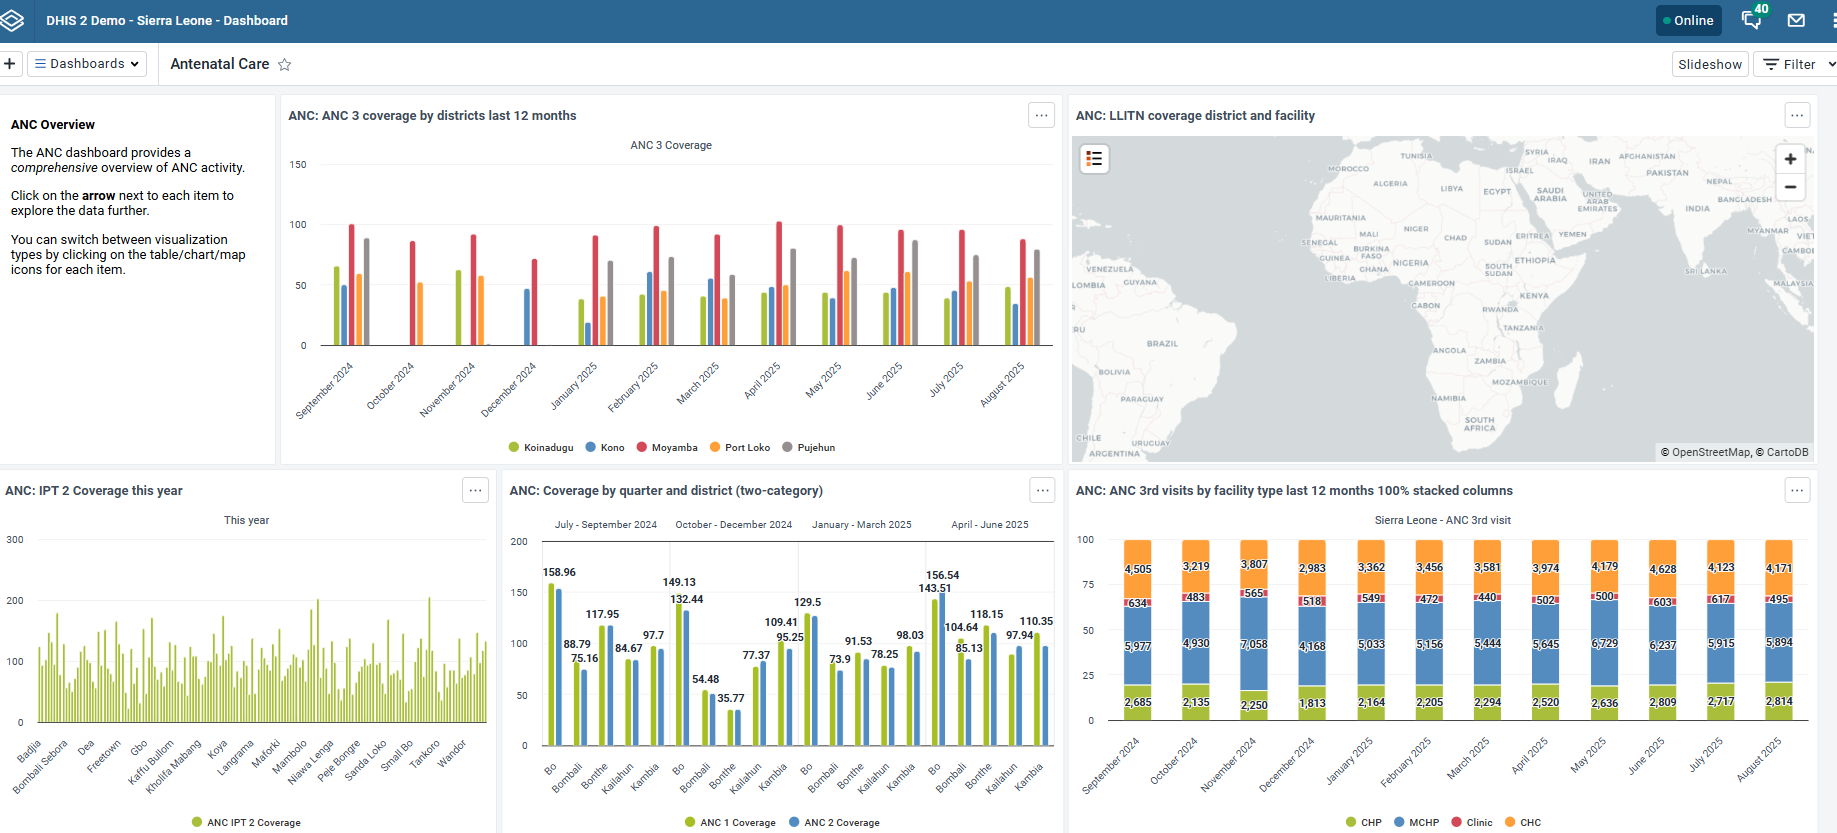 DHIS 2 Demo - Sierra Leone - Dashboard
Online
40
Dashboards
Antenatal Care
Slideshow
Filter
ANC Overview
The ANC dashboard provides a
comprehensive overview of ANC activity.
Click on the arrow next to each item to
explore the data further.
You can switch between visualization
types by clicking on the table/chart/map
icons for each item.
ANC: ANC 3 coverage by districts last 12 months
ANC 3 Coverage
150
100
50
0
September 2024
October 2024
November 2024
December 2024
January 2025
February 2025
March 2025
April 2025
May 2025
June 2025
July 2025
August 2025
Koinadugu
Kono
Moyamba
Port Loko
Pujehun
ANC: LLITN coverage district and facility
TUNISIA
SYRIA
IRAQ
IRAN
AFGHANISTAN
MOROCCO
ISRAEL
PAKISTAN
ALGERIA
LIBYA
EGYPT
SAUDI
ARABIA
NEPAL
UNITED
ARAB
EMIRATES
BANGLADESH
INDIA
MAURITANIA
LAOS
MALI
NIGER
CHAD
SUDAN
ERITREA
YEMEN
MYANMAR
VIET
SENEGAL
BURKINA
FASO
CAMBO
GUINEA
GHANA
NIGERIA
SOUTH
SUDAN
ETHIOPIA
VENEZUELA
SRI LANKA
LIBERIA
GUYANA
CAMEROON
MALAYSIA
LOMBIA
KENYA
GABON
RWANDA
RU
TANZANIA
BRAZIL
ANGOLA
ZAMBIA
BOLIVIA
MOZAMBIQUE
PARAGUAY
NAMIBIA
SOUTH
AFRICA
CHILE
URUGUAY
ARGENTINA
© OpenStreetMap, © CartoDB
ANC: IPT 2 Coverage this year
This year
300
200
100
0
Badjia
Bombali Sebora
Dea
Freetown
Gbo
Kaffu Bullom
Kholifa Mabang
Koya
Langrama
Maforki
Mambolo
Njawa Lenga
Peje Bongre
Sanda Loko
Small Bo
Tankoro
Wandor
ANC IPT 2 Coverage
ANC: Coverage by quarter and district (two-category)
July - September 2024
October - December 2024
January - March 2025
April - June 2025
200
150
100
50
0
158.96
88.79
75.16
117.95
84.67
97.7
149.13
132.44
54.48
35.77
77.37
109.41
95.25
129.5
73.9
91.53
78.25
98.03
156.54
143.51
104.64
85.13
118.15
97.94
110.35
Bo
Bombali
Bonthe
Kailahun
Kambia
Bo
Bombali
Bonthe
Kailahun
Kambia
Bo
Bombali
Bonthe
Kailahun
Kambia
Bo
Bombali
Bonthe
Kailahun
Kambia
ANC 1 Coverage
ANC 2 Coverage
ANC: ANC 3rd visits by facility type last 12 months 100% stacked columns
Sierra Leone - ANC 3rd visit
100
75
50
25
0
4,505
3,219
3,807
2,983
3,362
3,456
3,581
3,974
4,179
4,628
4,123
4,171
634
483
565
518
549
472
440
502
500
603
617
495
5,977
4,930
7,058
4,168
5,033
5,156
5,444
5,645
6,729
6,237
5,915
5,894
2,685
2,135
2,250
1,813
2,164
2,205
2,294
2,520
2,636
2,809
2,717
2,814
September 2024
October 2024
November 2024
December 2024
January 2025
February 2025
March 2025
April 2025
May 2025
June 2025
July 2025
August 2025
CHP
MCHP
Clinic
CHC